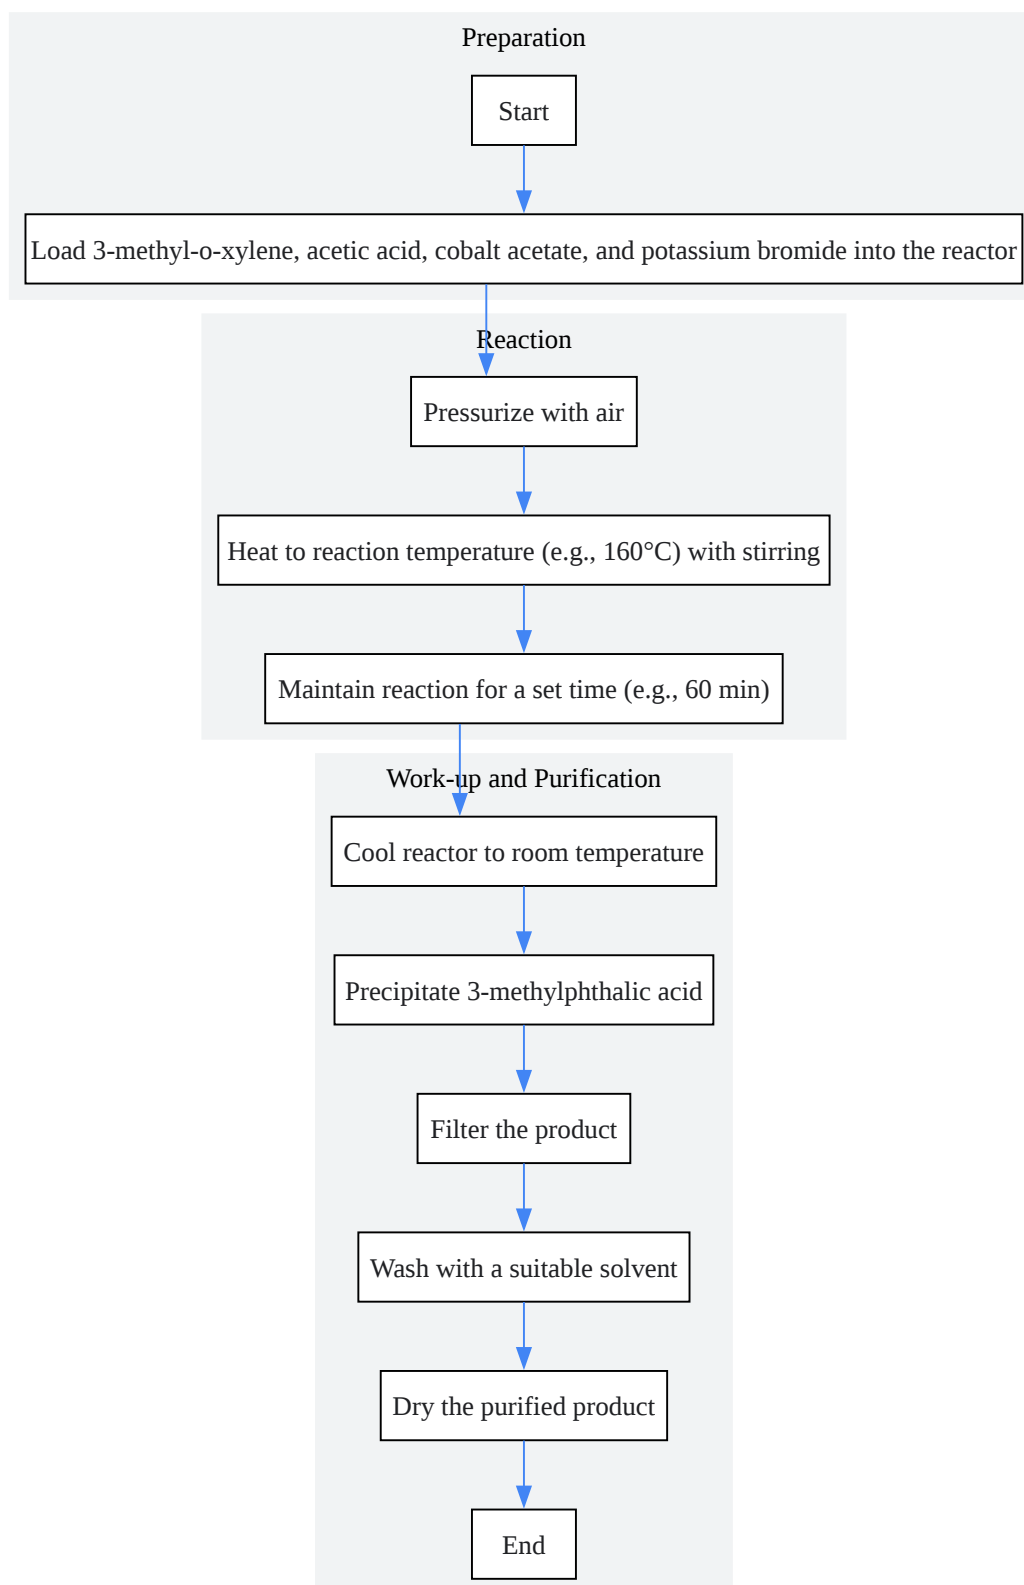 Preparation
Start
Load 3-methyl-o-xylene, acetic acid, cobalt acetate, and potassium bromide into the reactor
Reaction
Pressurize with air
Heat to reaction temperature (e.g., 160°C) with stirring
Maintain reaction for a set time (e.g., 60 min)
Work-up and Purification
Cool reactor to room temperature
Precipitate 3-methylphthalic acid
Filter the product
Wash with a suitable solvent
Dry the purified product
End